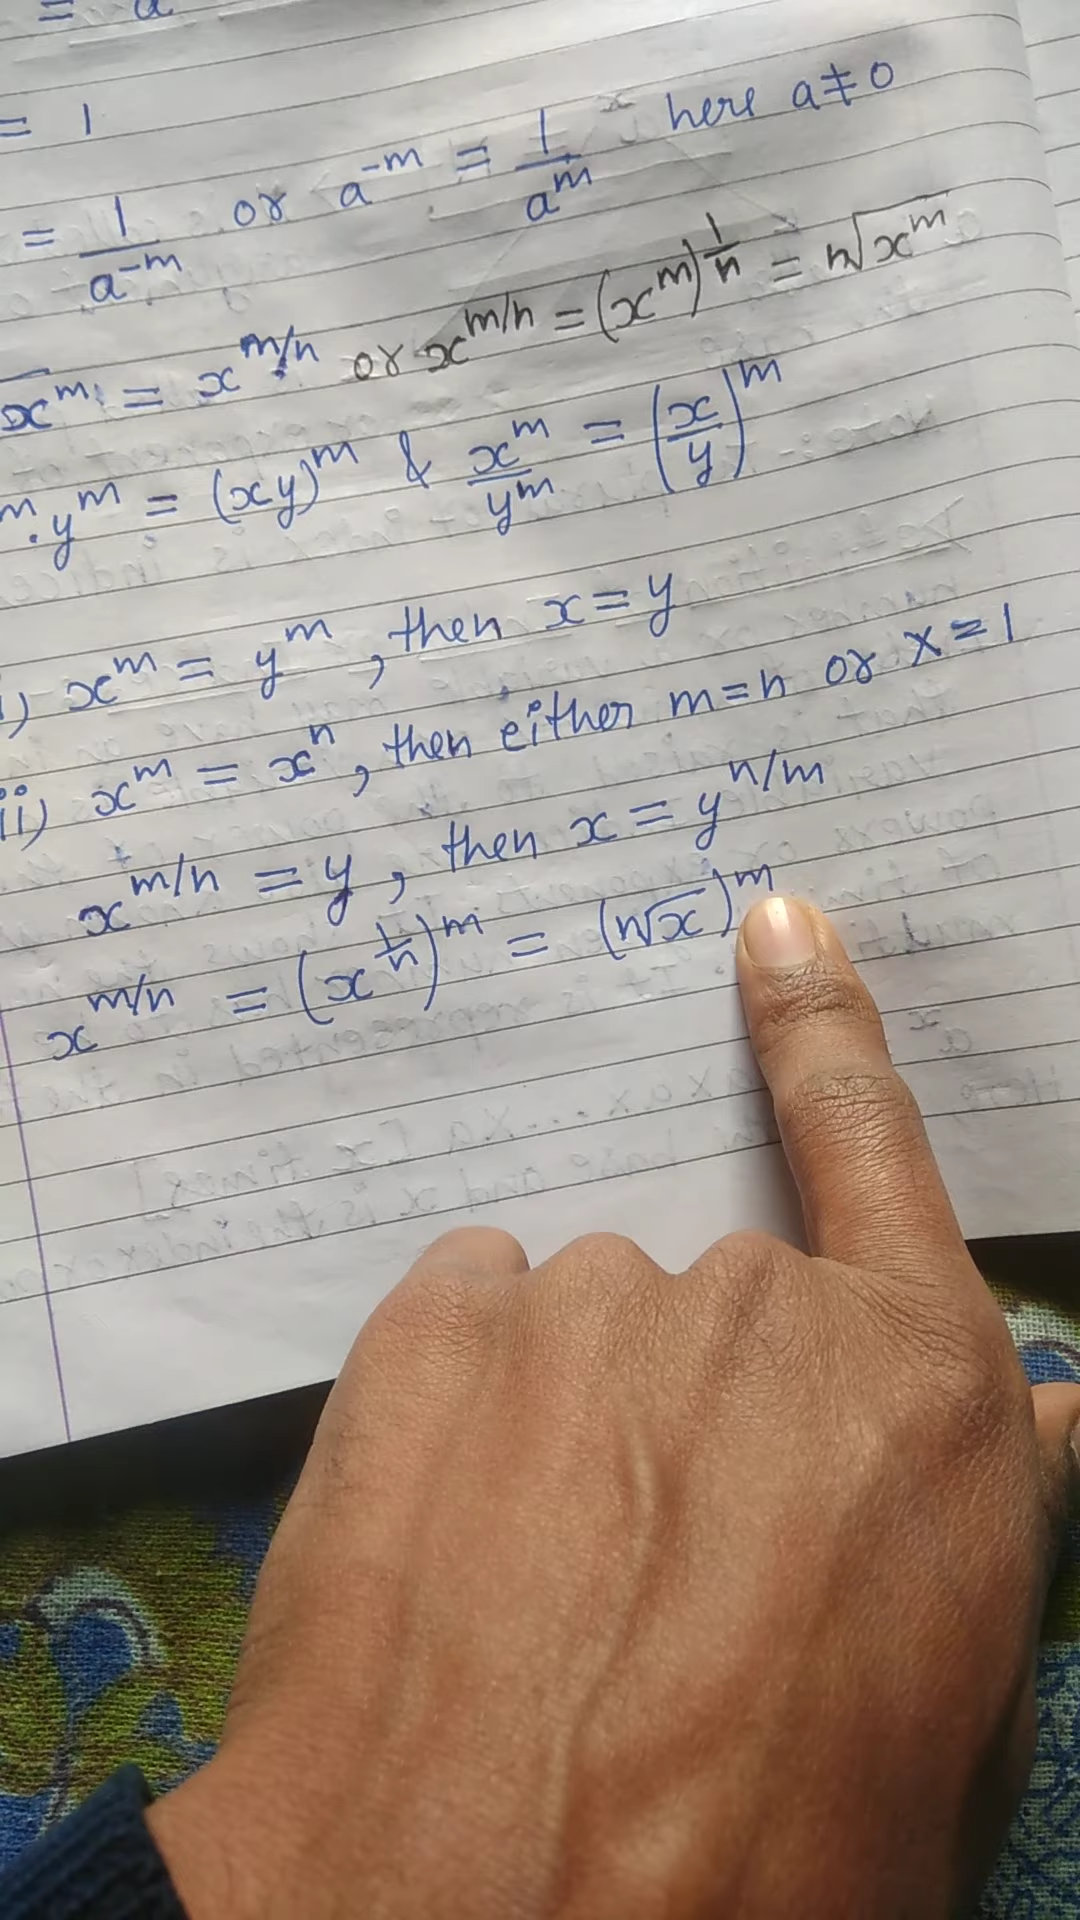 = a
= 1
= 1/a^-m or a^-m = 1/a^m here a≠0
x^m = x^m/n or x^m/n = (x^m)^1/n = n√x^m
m . y^m = (xy)^m & x^m/y^m = (x/y)^m
i) x^m = y^m, then x = y
ii) x^m = x^n, then either m=n or x=1
x^m/n = y, then x = y^n/m
x^m/n = (x^1/n)^m = (n√x)^m